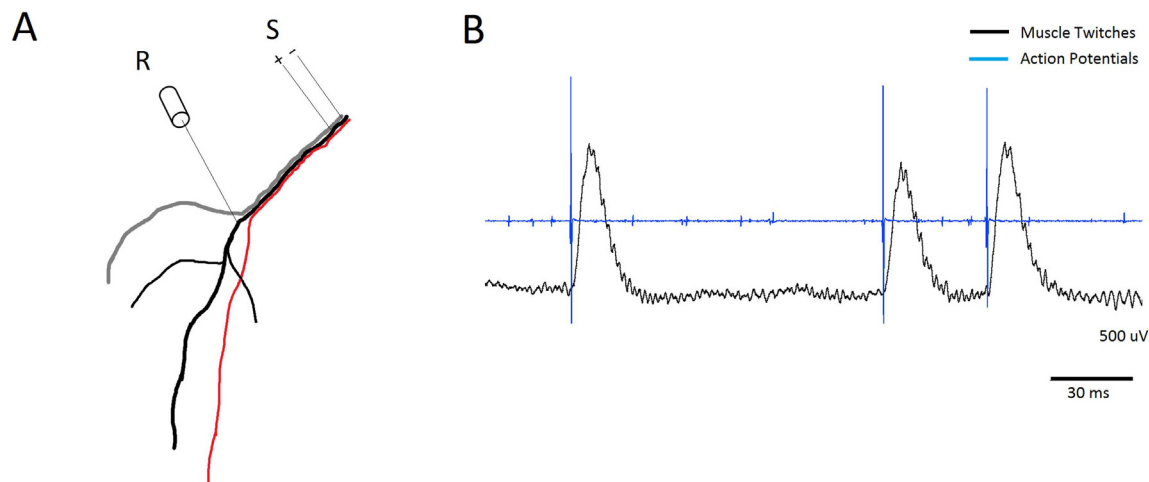 A
R
S
+ -
B
Muscle Twitches
Action Potentials
500 uV
30 ms